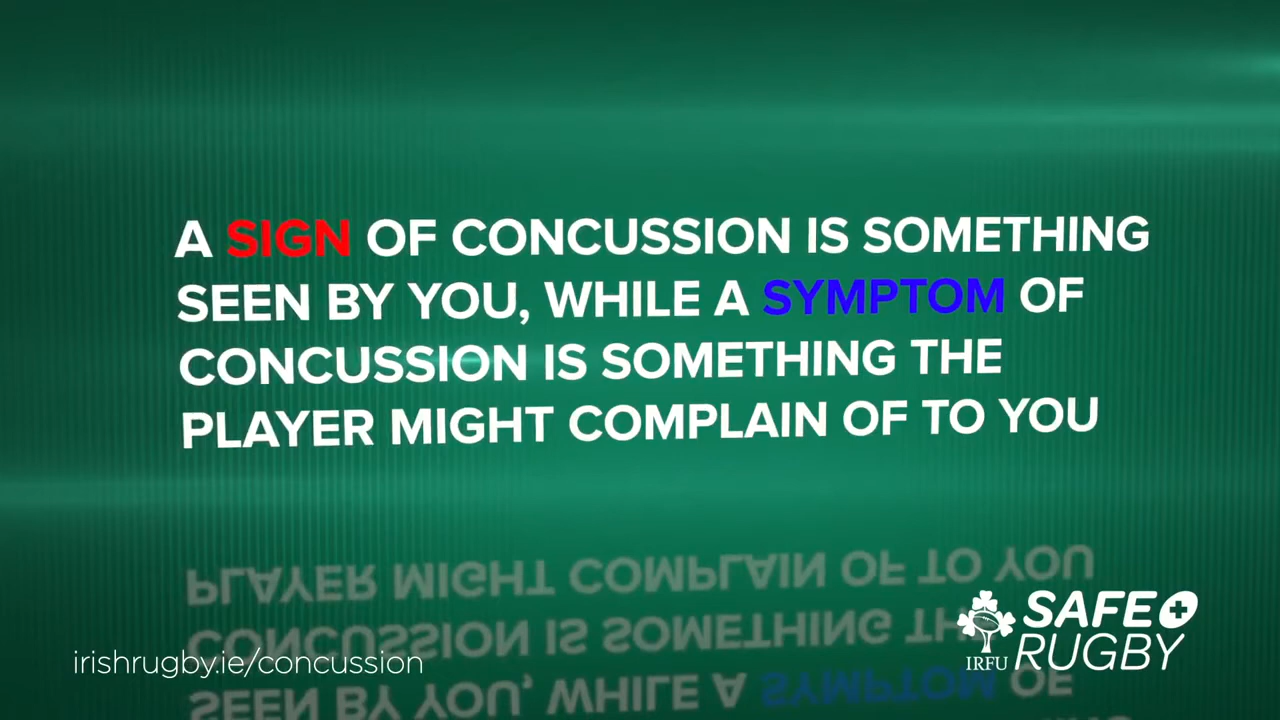 A SIGN OF CONCUSSION IS SOMETHING
SEEN BY YOU, WHILE A SYMPTOM OF
CONCUSSION IS SOMETHING THE
PLAYER MIGHT COMPLAIN OF TO YOU
irishrugby.ie/concussion
IRFU
SAFE
RUGBY